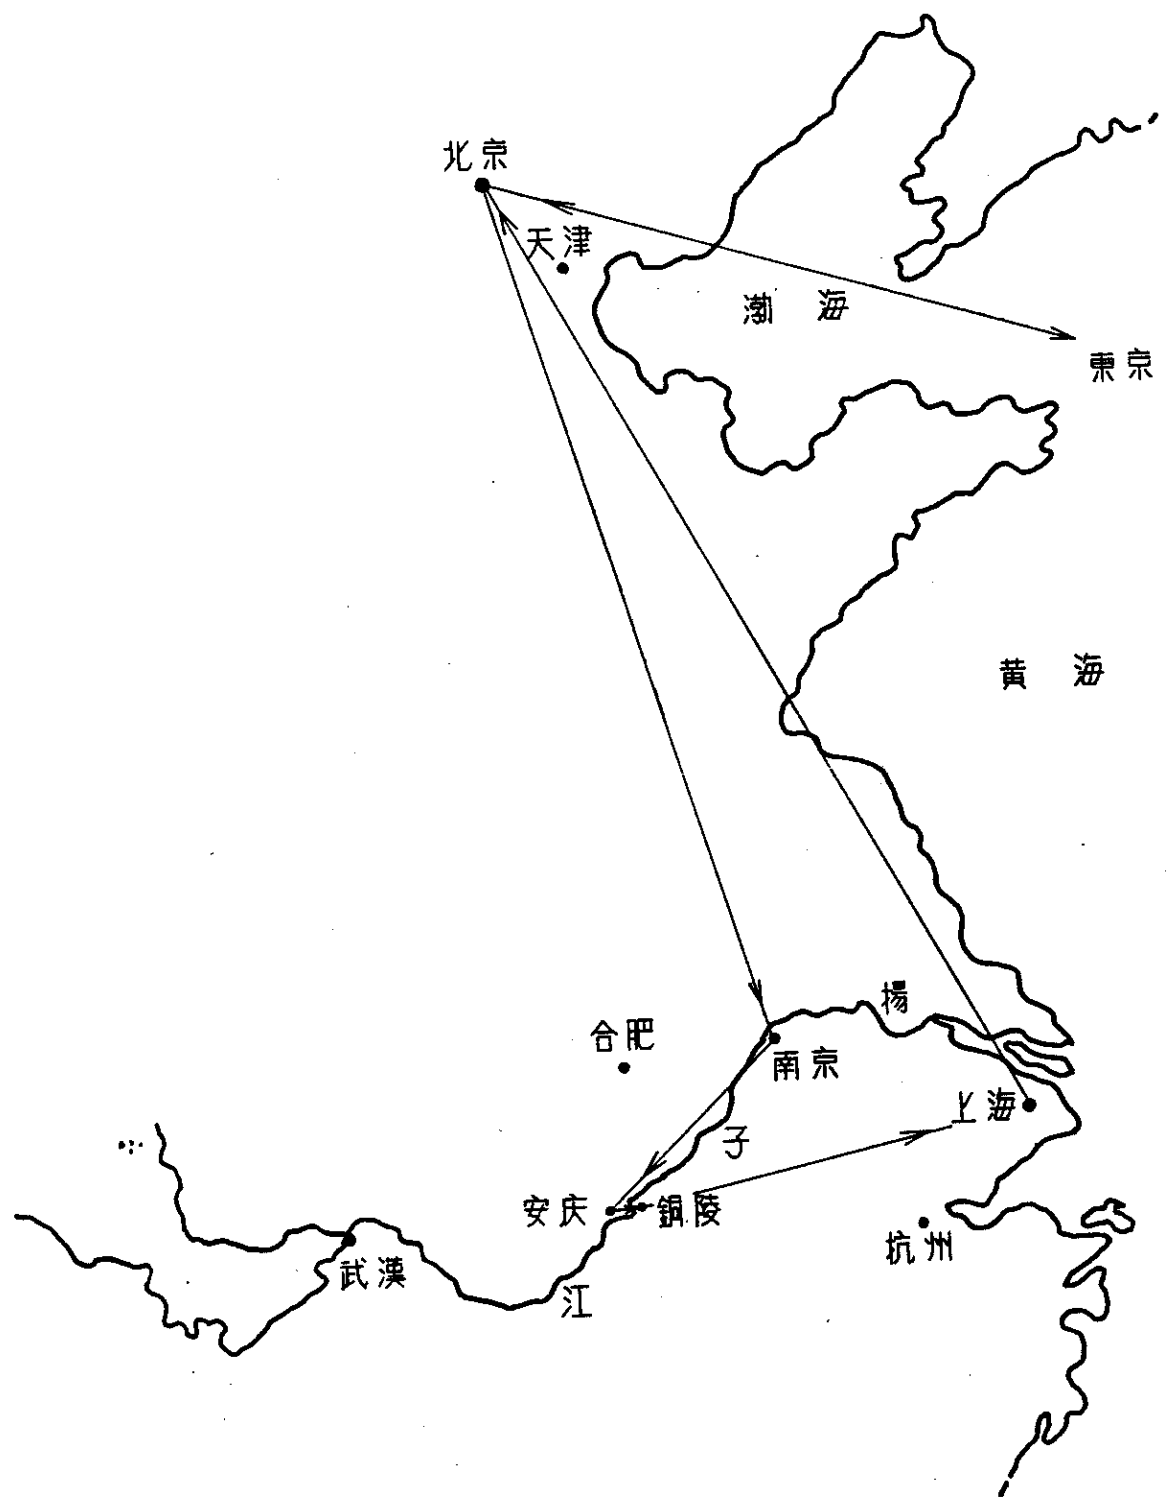 北京
天津
渤海
東京
黄海
揚
合肥
南京
上海
子
安庆
銅陵
杭州
武漢
江